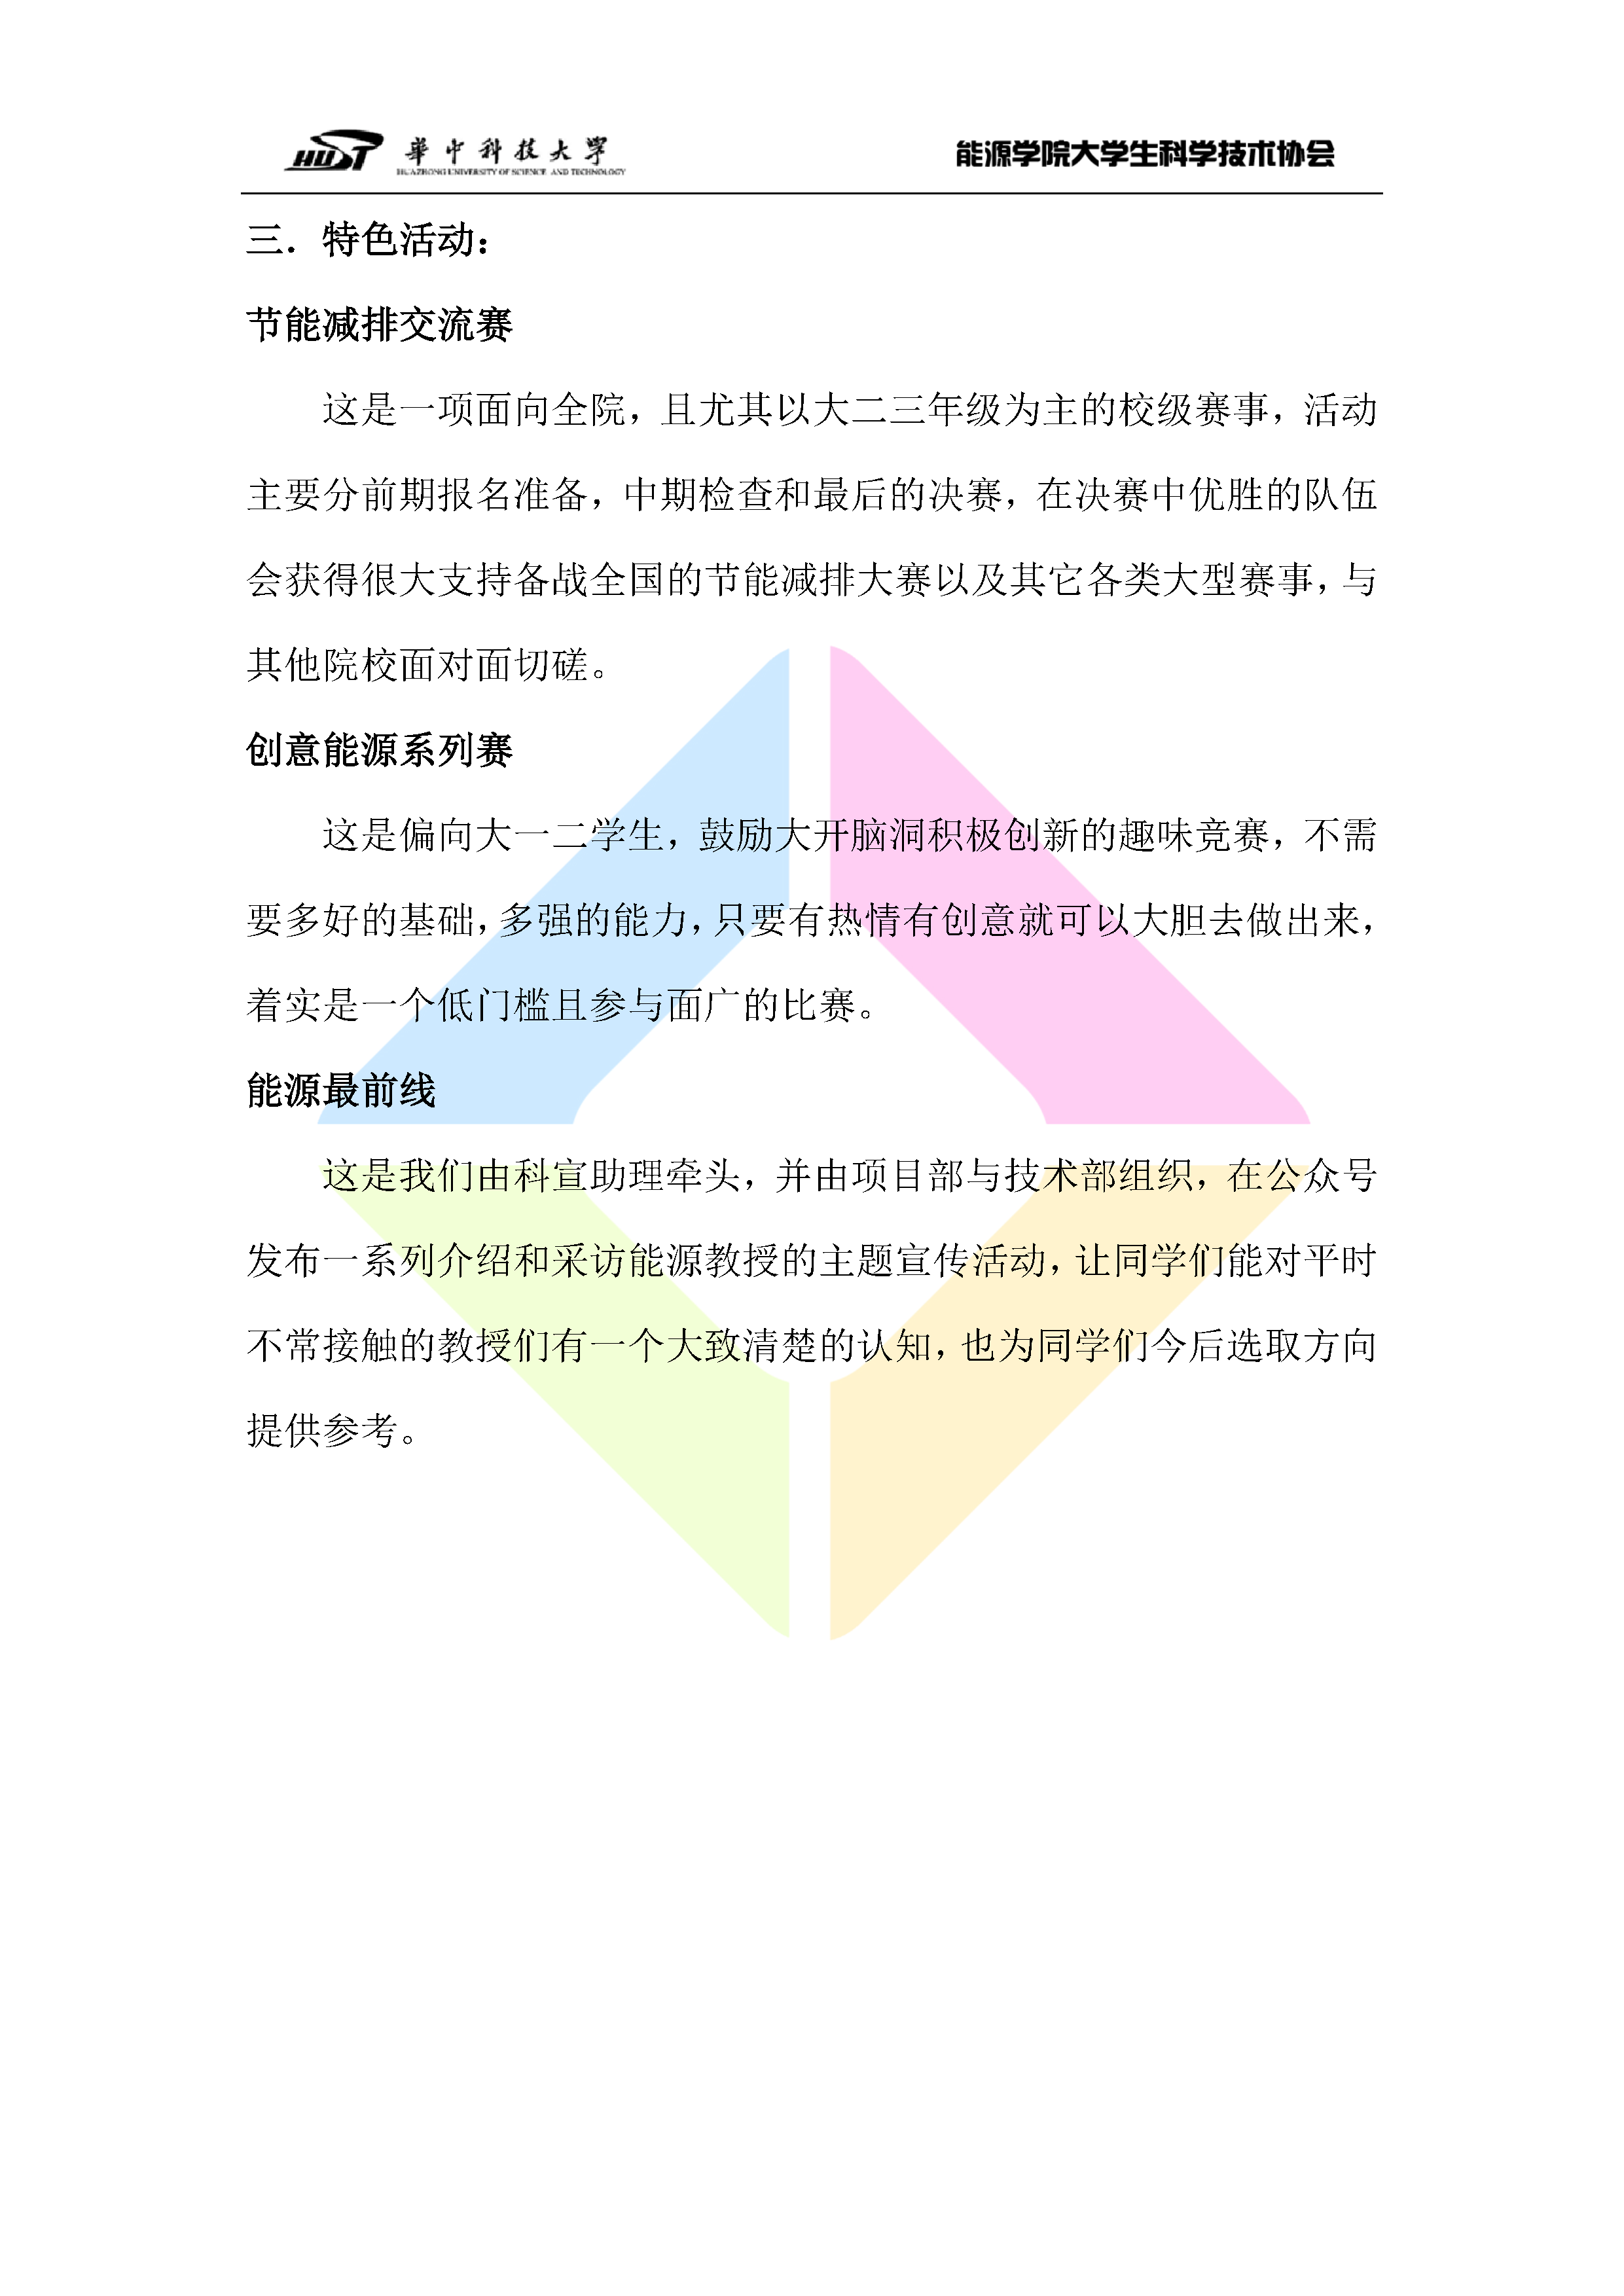 HUST 華中科技大學 能源学院大学生科学技术协会
HUAZHONG UNIVERSITY OF SCIENCE AND TECHNOLOGY
三．特色活动：
节能减排交流赛
这是一项面向全院，且尤其以大二三年级为主的校级赛事，活动
主要分前期报名准备，中期检查和最后的决赛，在决赛中优胜的队伍
会获得很大支持备战全国的节能减排大赛以及其它各类大型赛事，与
其他院校面对面切磋。
创意能源系列赛
这是偏向大一二学生，鼓励大开脑洞积极创新的趣味竞赛，不需
要多好的基础，多强的能力，只要有热情有创意就可以大胆去做出来，
着实是一个低门槛且参与面广的比赛。
能源最前线
这是我们由科宣助理牵头，并由项目部与技术部组织，在公众号
发布一系列介绍和采访能源教授的主题宣传活动，让同学们能对平时
不常接触的教授们有一个大致清楚的认知，也为同学们今后选取方向
提供参考。